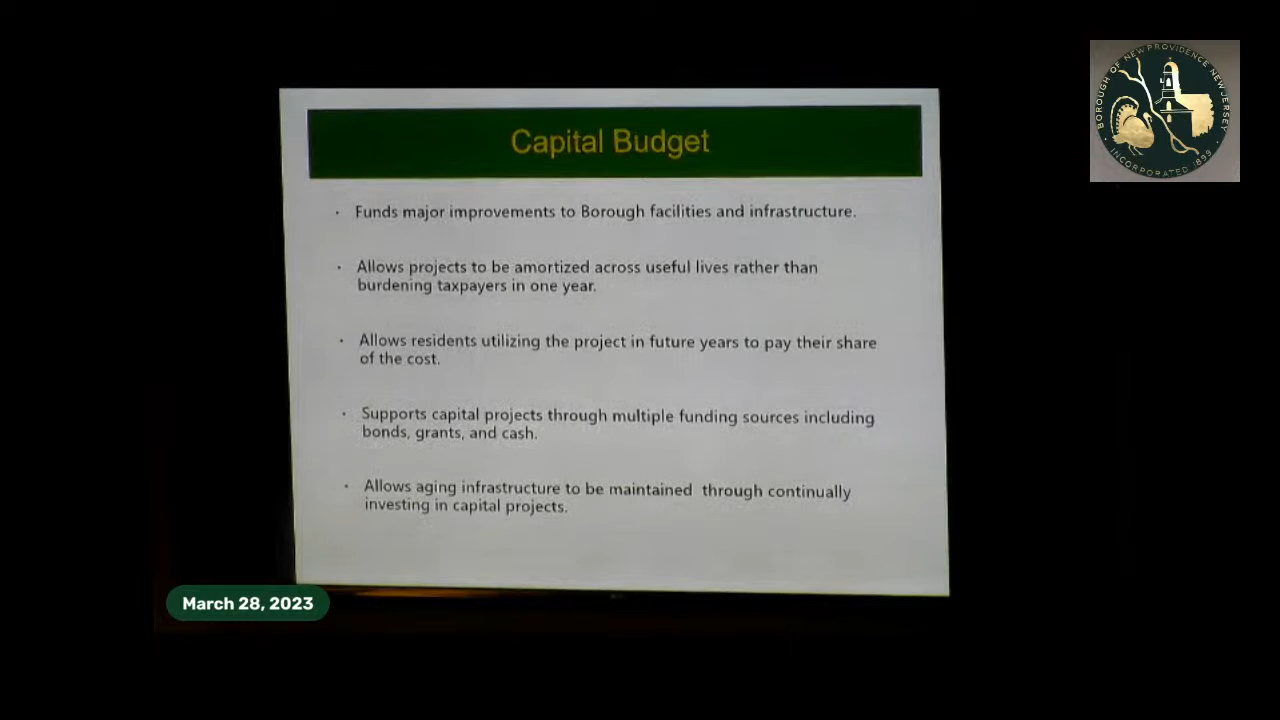 BOROUGH OF NEW PROVIDENCE NEW JERSEY
INCORPORATED 1899
Capital Budget
· Funds major improvements to Borough facilities and infrastructure.
· Allows projects to be amortized across useful lives rather than
burdening taxpayers in one year.
· Allows residents utilizing the project in future years to pay their share
of the cost.
· Supports capital projects through multiple funding sources including
bonds, grants, and cash.
· Allows aging infrastructure to be maintained through continually
investing in capital projects.
March 28, 2023